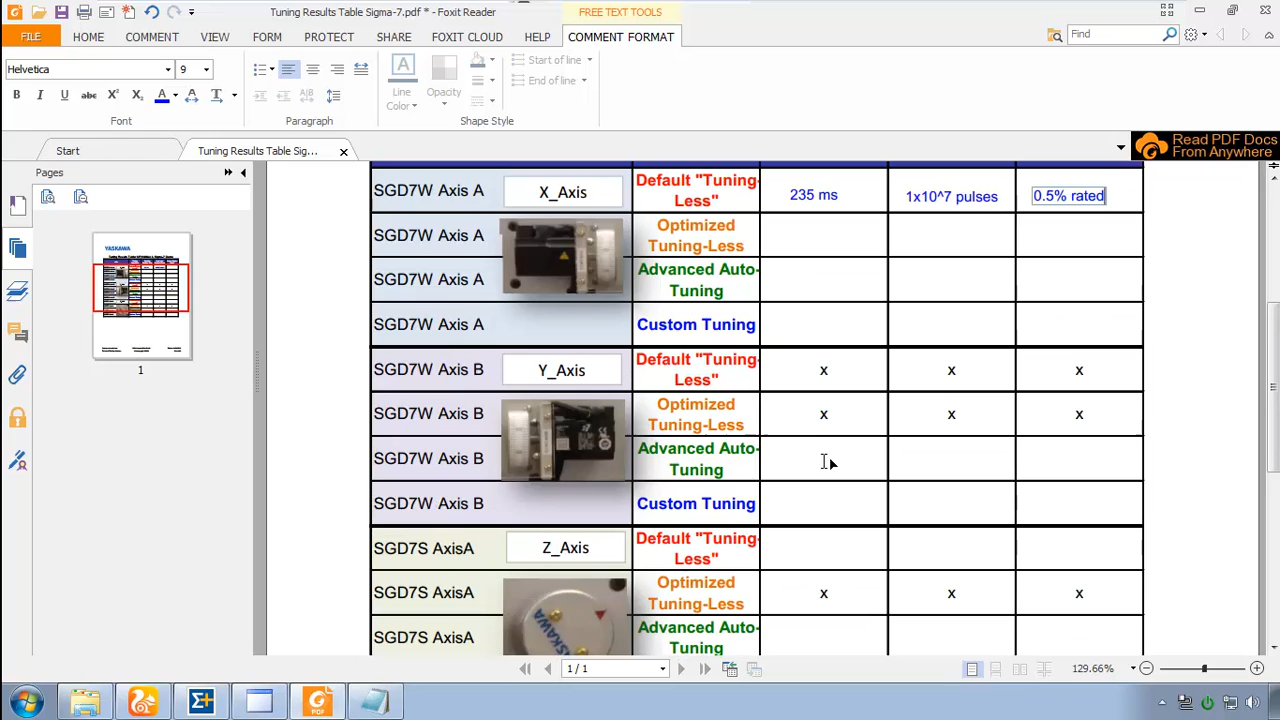 Tuning Results Table Sigma-7.pdf * - Foxit Reader
FREE TEXT TOOLS
FILE HOME COMMENT VIEW FORM PROTECT SHARE FOXIT CLOUD HELP COMMENT FORMAT
Find
Helvetica 9
Line Color
Opacity
Start of line
End of line
Font Paragraph Shape Style
Start
Tuning Results Table Sig...
Read PDF Docs
From Anywhere
Pages
YASKAWA
1
SGD7W Axis A X_Axis Default "Tuning-
Less" 235 ms 1x10^7 pulses 0.5% rated
SGD7W Axis A Optimized
Tuning-Less
SGD7W Axis A Advanced Auto-
Tuning
SGD7W Axis A Custom Tuning
SGD7W Axis B Y_Axis Default "Tuning-
Less" x x x
SGD7W Axis B Optimized
Tuning-Less x x x
SGD7W Axis B Advanced Auto-
Tuning
SGD7W Axis B Custom Tuning
SGD7S AxisA Z_Axis Default "Tuning-
Less"
SGD7S AxisA Optimized
Tuning-Less x x x
YASKAWA
SGD7S AxisA Advanced Auto-
Tuning
1 / 1
129.66%